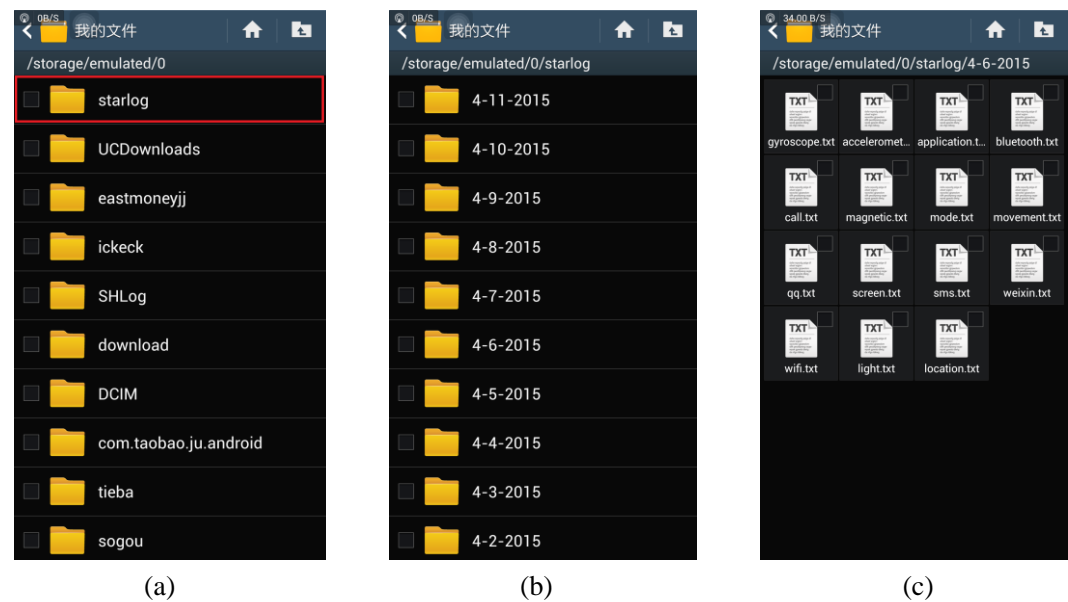 0B/S
我的文件
/storage/emulated/0
starlog
UCDownloads
eastmoneyjj
ickeck
SHLog
download
DCIM
com.taobao.ju.android
tieba
sogou
(a)
0B/S
我的文件
/storage/emulated/0/starlog
4-11-2015
4-10-2015
4-9-2015
4-8-2015
4-7-2015
4-6-2015
4-5-2015
4-4-2015
4-3-2015
4-2-2015
(b)
34.00 B/S
我的文件
/storage/emulated/0/starlog/4-6-2015
TXT TXT TXT TXT
gyroscope.txt acceleromet... application.t... bluetooth.txt
TXT TXT TXT TXT
call.txt magnetic.txt mode.txt movement.txt
TXT TXT TXT TXT
qq.txt screen.txt sms.txt weixin.txt
TXT TXT TXT
wifi.txt light.txt location.txt
(c)